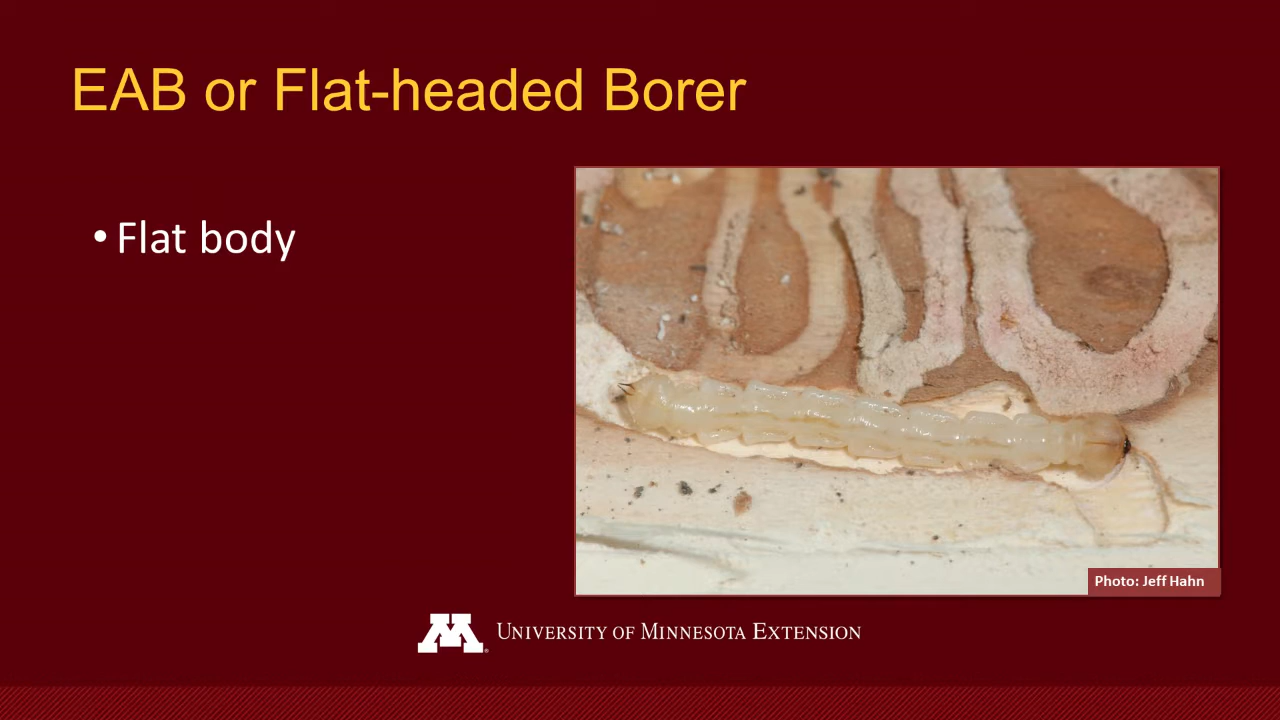 EAB or Flat-headed Borer
• Flat body
Photo: Jeff Hahn
M® University of Minnesota Extension